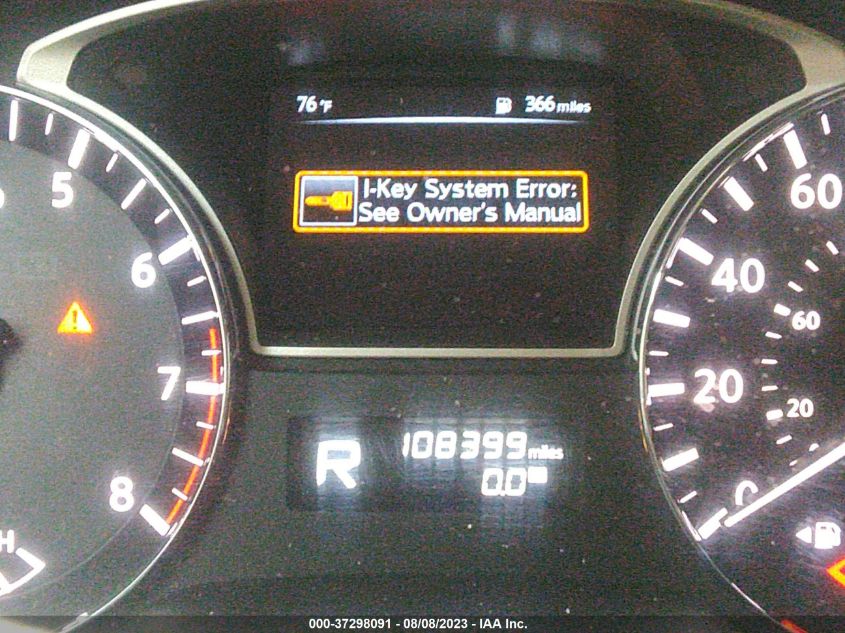 76°F 366 miles
I-Key System Error:
See Owner's Manual
5
6
7
8
H
60
40
20
0
60
20
R 108399 miles
0.0
000-37298091 - 08/08/2023 - IAA Inc.